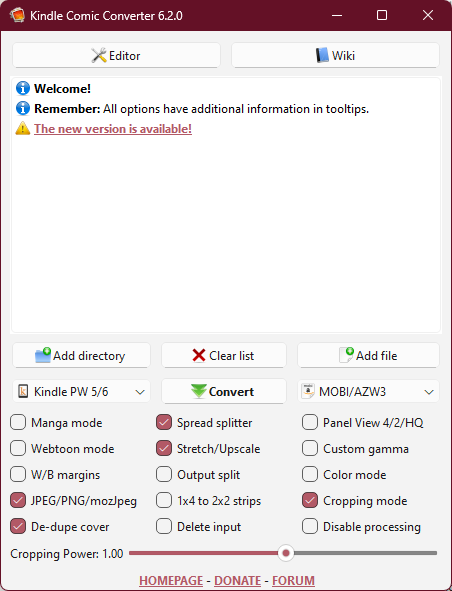 Kindle Comic Converter 6.2.0
Editor
Wiki
Welcome!
Remember: All options have additional information in tooltips.
The new version is available!
Add directory
Clear list
Add file
Kindle PW 5/6
Convert
MOBI/AZW3
Manga mode
Spread splitter
Panel View 4/2/HQ
Webtoon mode
Stretch/Upscale
Custom gamma
W/B margins
Output split
Color mode
JPEG/PNG/mozJpeg
1x4 to 2x2 strips
Cropping mode
De-dupe cover
Delete input
Disable processing
Cropping Power: 1.00
HOMEPAGE - DONATE - FORUM